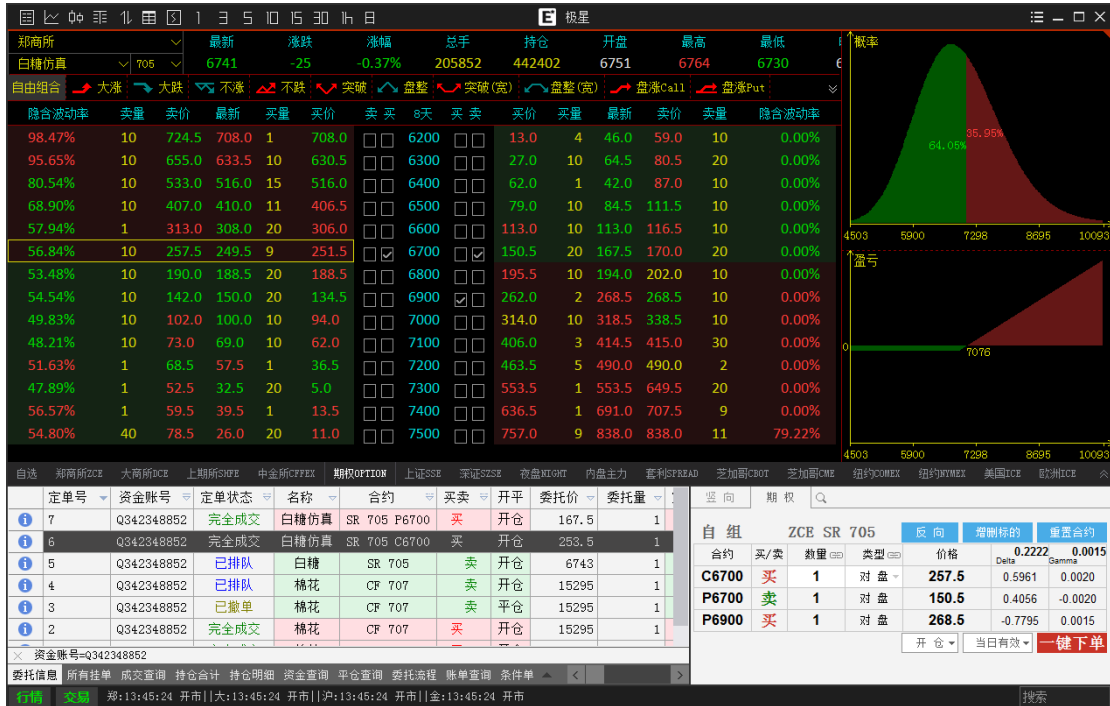 1 3 5 10 15 30 1h 日 极星
郑商所 最新 涨跌 涨幅 总手 持仓 开盘 最高 最低
白糖仿真 705 6741 -25 -0.37% 205852 442402 6751 6764 6730 6
自由组合 大涨 大跌 不涨 不跌 突破 盘整 突破(宽) 盘整(宽) 盘涨Call 盘涨Put
隐含波动率 卖量 卖价 最新 买量 买价 卖 买 8天 买 卖 买价 买量 最新 卖价 卖量 隐含波动率
98.47% 10 724.5 708.0 1 708.0 6200 13.0 4 46.0 59.0 10 0.00%
95.65% 10 655.0 633.5 10 630.5 6300 27.0 10 64.5 80.5 20 0.00%
80.54% 10 533.0 516.0 15 516.0 6400 62.0 1 42.0 87.0 10 0.00%
68.90% 10 407.0 410.0 11 406.5 6500 79.0 10 84.5 111.5 10 0.00%
57.94% 1 313.0 308.0 20 306.0 6600 113.0 10 113.0 116.5 10 0.00%
56.84% 10 257.5 249.5 9 251.5 6700 150.5 20 167.5 170.0 20 0.00%
53.48% 10 190.0 188.5 20 188.5 6800 195.5 10 194.0 202.0 10 0.00%
54.54% 10 142.0 150.0 20 134.5 6900 262.0 2 268.5 268.5 10 0.00%
49.83% 10 102.0 100.0 10 94.0 7000 314.0 10 318.5 338.5 10 0.00%
48.21% 10 73.0 69.0 10 62.0 7100 406.0 3 414.5 415.0 30 0.00%
51.63% 1 68.5 57.5 1 36.5 7200 463.5 5 490.0 490.0 2 0.00%
47.89% 1 52.5 32.5 20 5.0 7300 553.5 1 553.5 649.5 20 0.00%
56.57% 1 59.5 39.5 1 13.5 7400 636.5 1 691.0 707.5 9 0.00%
54.80% 40 78.5 26.0 20 11.0 7500 757.0 9 838.0 838.0 11 79.22%
概率
35.95%
64.05%
4503 5900 7298 8695 10093
盈亏
0
7076
4503 5900 7298 8695 10093
自选 郑商所ZCE 大商所DCE 上期所SHFE 中金所CFFEX 期权OPTION 上证SSE 深证SZSE 夜盘NIGHT 内盘主力 套利SPREAD 芝加哥CBOT 芝加哥CME 纽约COMEX 纽约NYMEX 美国ICE 欧洲ICE
定单号 资金账号 定单状态 名称 合约 买卖 开平 委托价 委托量
7 Q342348852 完全成交 白糖仿真 SR 705 P6700 买 开仓 167.5 1
6 Q342348852 完全成交 白糖仿真 SR 705 C6700 买 开仓 253.5 1
5 Q342348852 已排队 白糖 SR 705 卖 开仓 6743 1
4 Q342348852 已排队 棉花 CF 707 卖 开仓 15295 1
3 Q342348852 已撤单 棉花 CF 707 卖 平仓 15295 1
2 Q342348852 完全成交 棉花 CF 707 买 开仓 15295 1
资金账号=Q342348852
委托信息 所有挂单 成交查询 持仓合计 持仓明细 资金查询 平仓查询 委托流程 账单查询 条件单
竖向 期权
自组 ZCE SR 705 反向 增删标的 重置合约
合约 买/卖 数量 类型 价格 0.2222 Delta 0.0015 Gamma
C6700 买 1 对盘 257.5 0.5961 0.0020
P6700 卖 1 对盘 150.5 0.4056 -0.0020
P6900 买 1 对盘 268.5 -0.7795 0.0015
开仓 当日有效 一键下单
行情 交易 郑:13:45:24 开市||大:13:45:24 开市||沪:13:45:24 开市||金:13:45:24 开市 搜索